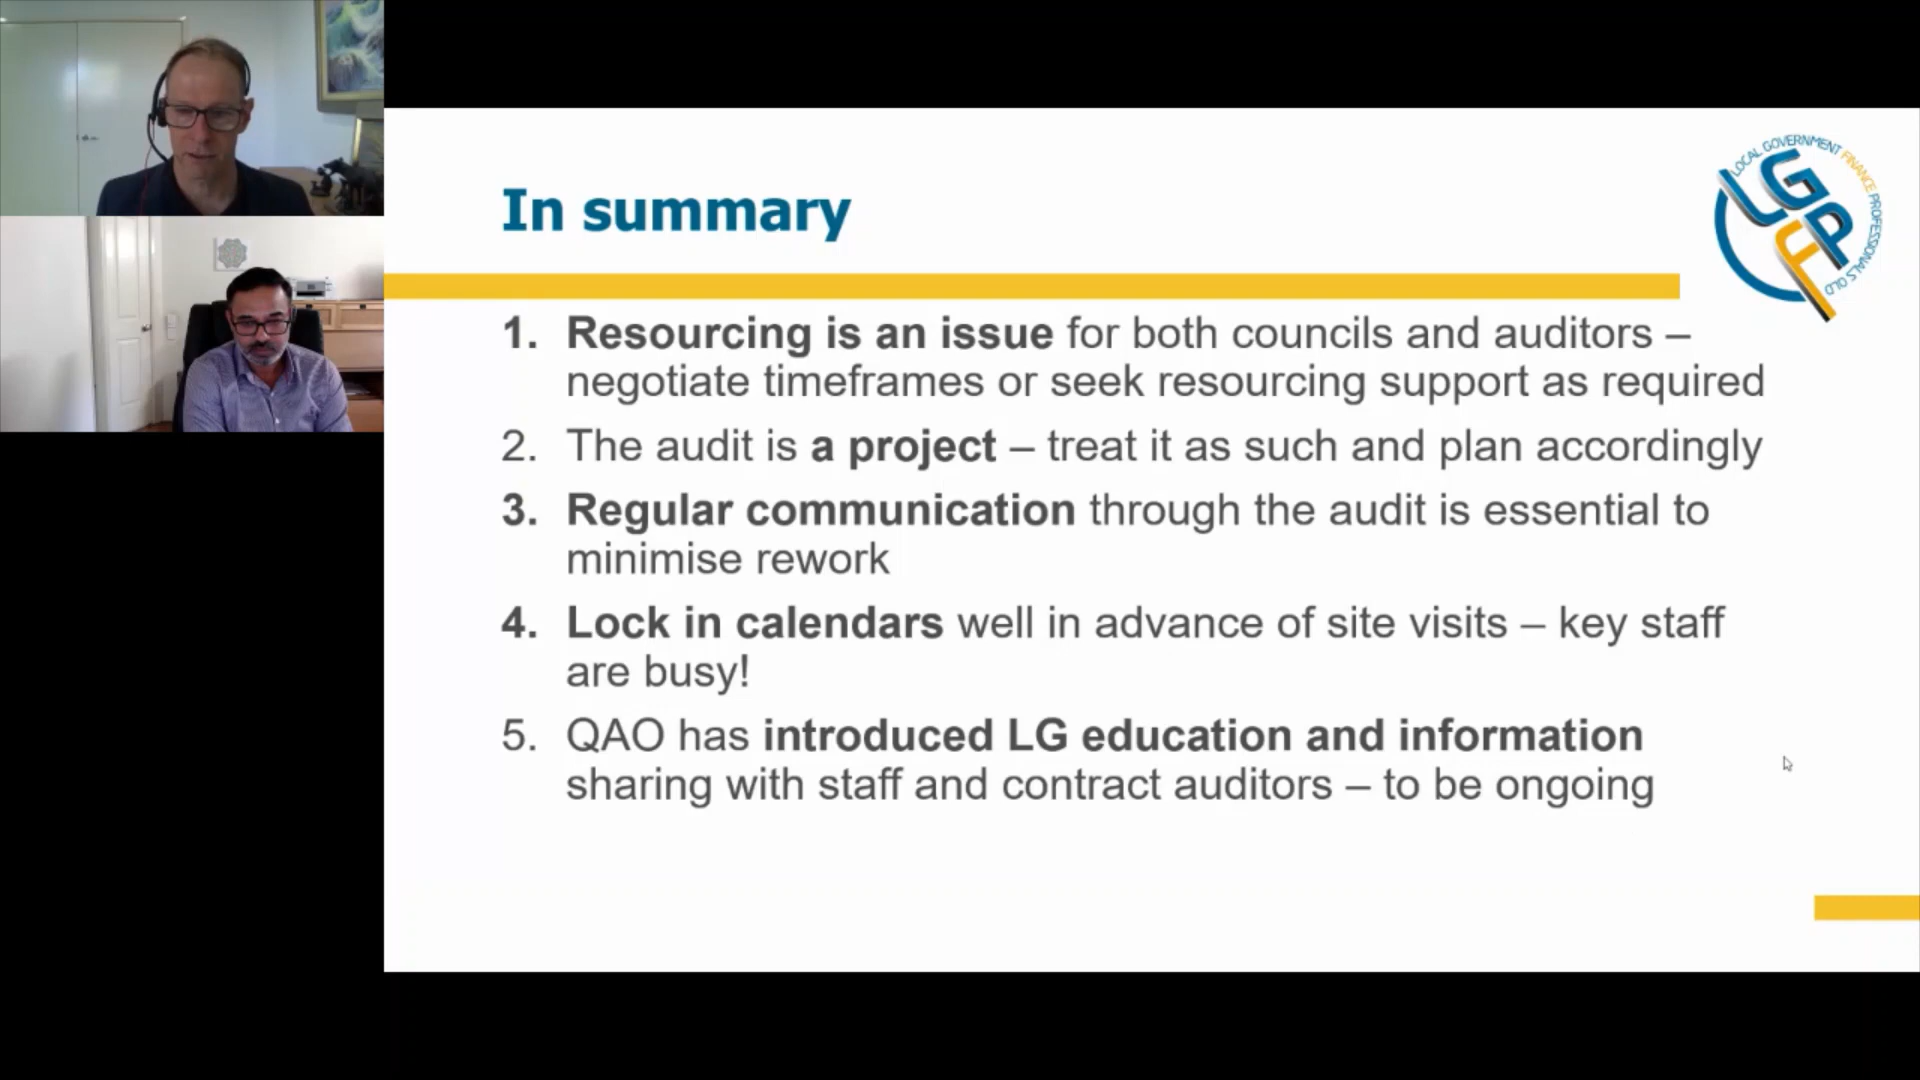 In summary
LOCAL GOVERNMENT FINANCE PROFESSIONALS QLD
LGFP
1. Resourcing is an issue for both councils and auditors –
negotiate timeframes or seek resourcing support as required
2. The audit is a project – treat it as such and plan accordingly
3. Regular communication through the audit is essential to
minimise rework
4. Lock in calendars well in advance of site visits – key staff
are busy!
5. QAO has introduced LG education and information
sharing with staff and contract auditors – to be ongoing